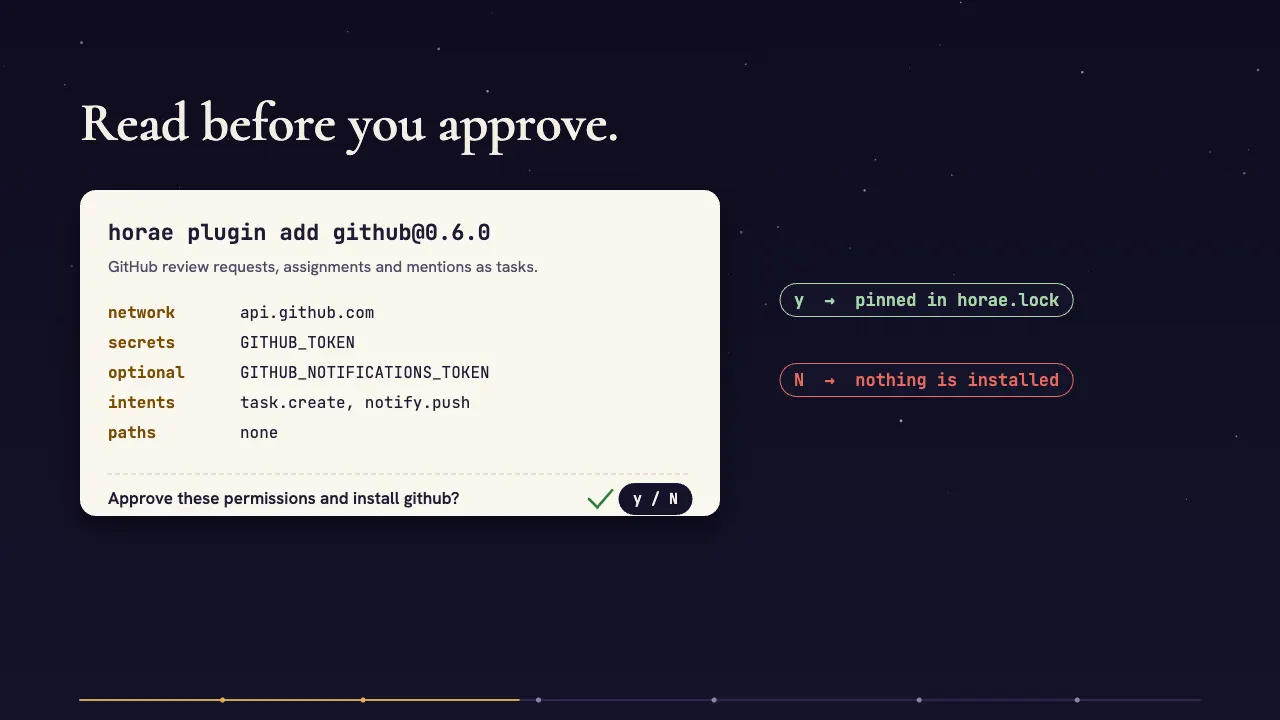 Read before you approve.
horae plugin add github@0.6.0
GitHub review requests, assignments and mentions as tasks.
network api.github.com
secrets GITHUB_TOKEN
optional GITHUB_NOTIFICATIONS_TOKEN
intents task.create, notify.push
paths none
Approve these permissions and install github? y / N
y → pinned in horae.lock
N → nothing is installed